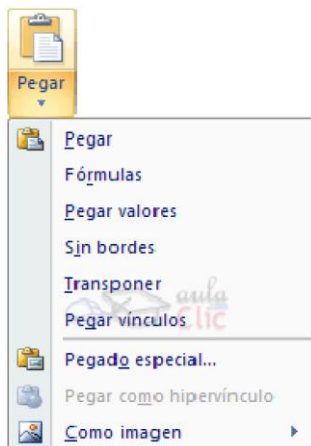 Pegar
Pegar
Fórmulas
Pegar valores
Sin bordes
Transponer
aula
Clic
Pegar vínculos
Pegado especial...
Pegar como hipervínculo
Como imagen